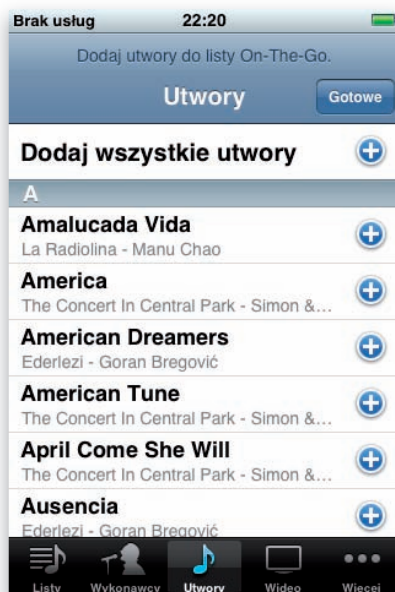 Brak usług 22:20
Dodaj utwory do listy On-The-Go.
Utwory Gotowe
Dodaj wszystkie utwory
A
Amalucada Vida
La Radiolina - Manu Chao
America
The Concert In Central Park - Simon &...
American Dreamers
Ederlezi - Goran Bregović
American Tune
The Concert In Central Park - Simon &...
April Come She Will
The Concert In Central Park - Simon &...
Ausencia
Ederlezi - Goran Bregović
Listy Wykonawcy Utwory Wideo Więcej